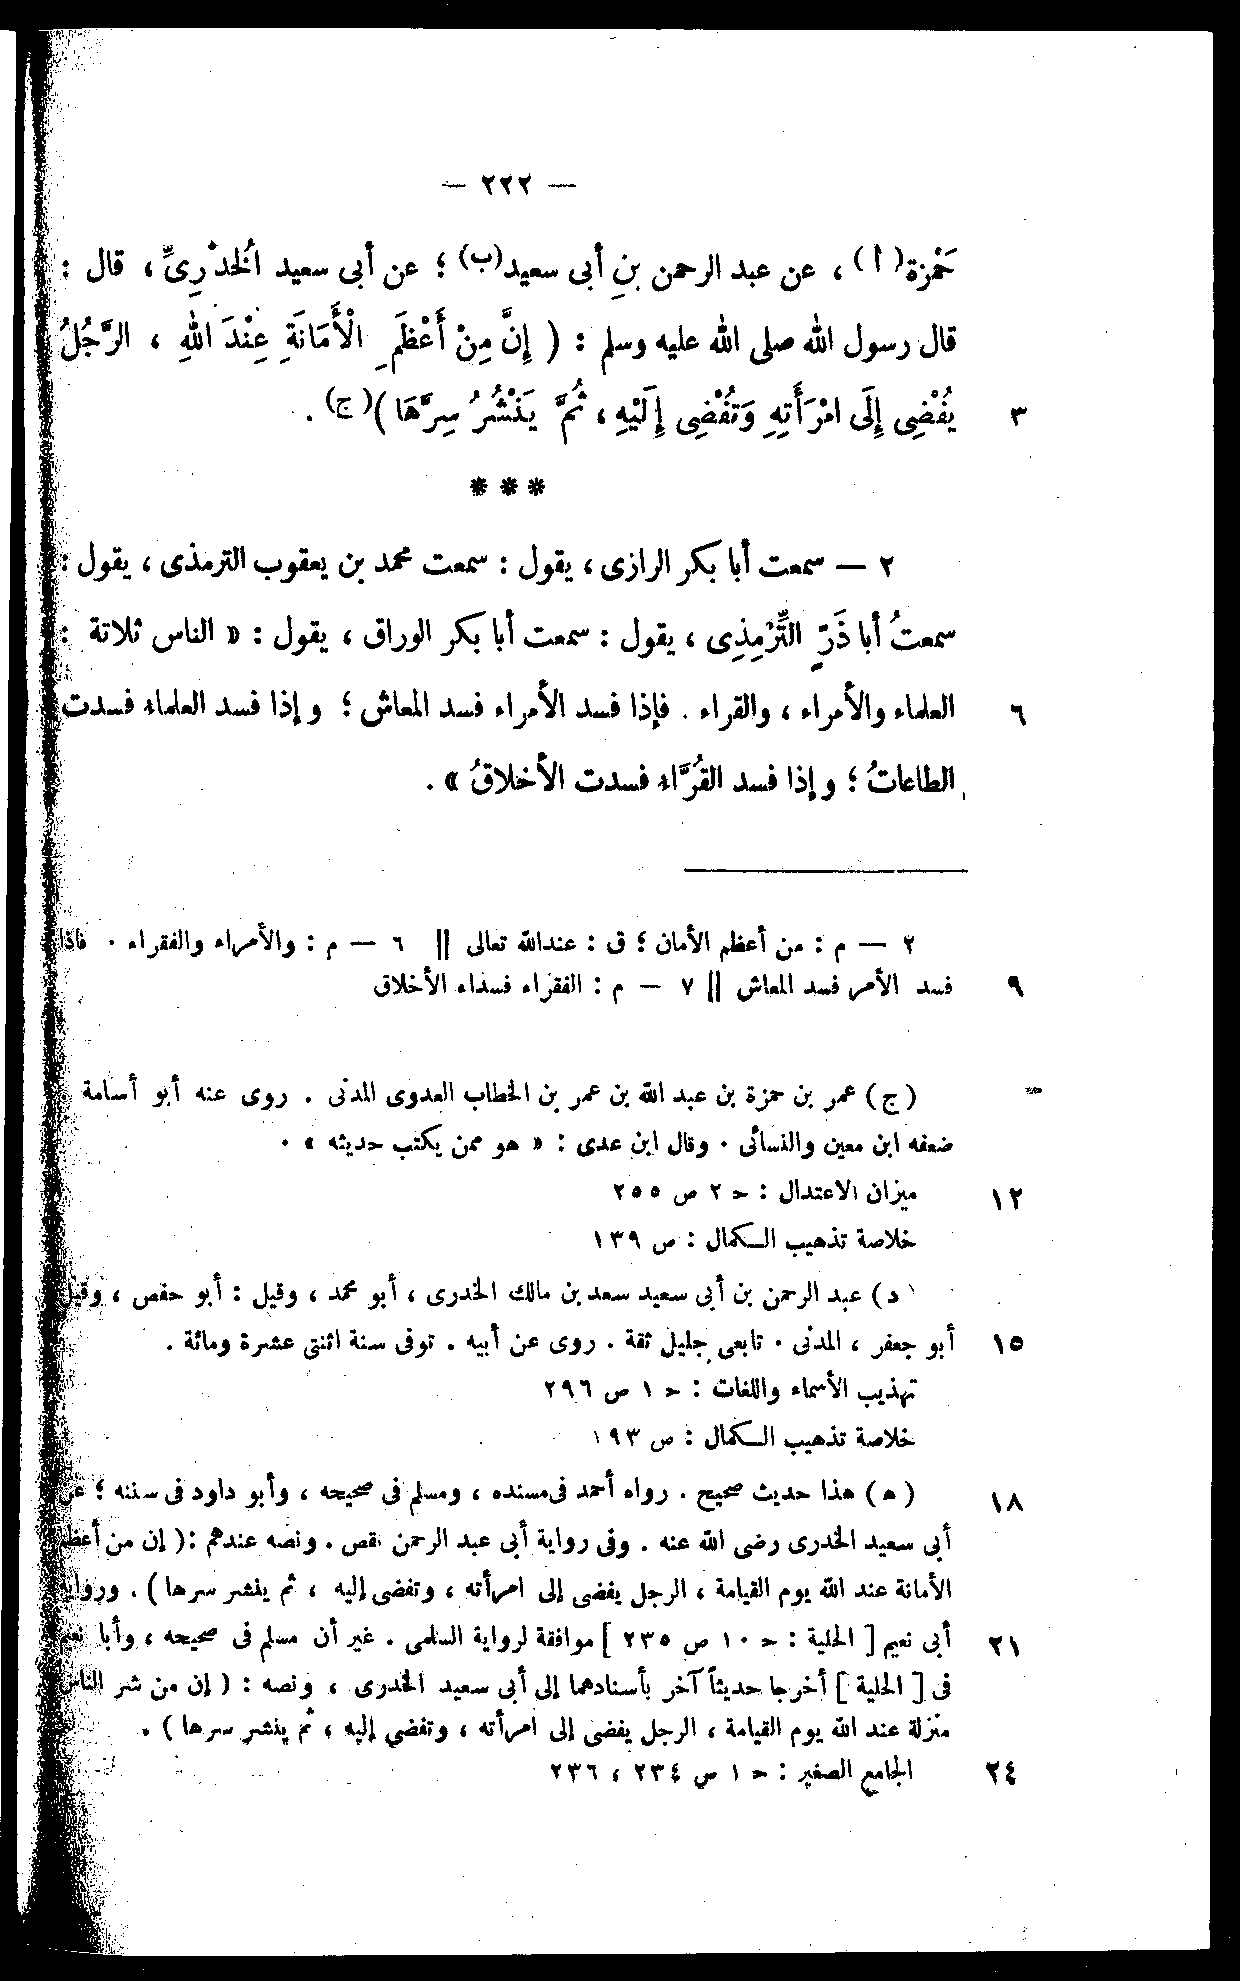 — ٢٢٢ —
حَمْزة(أ) ، عن عبد الرحمن بنِ أبى سعيد(ب) ؛ عن أبى سعيد اُلخدْرِىِّ ، قال :
قال رسول الله صلى الله عليه وسلم : ( إِنَّ مِنْ أَعْظَمِ الْأَمَانَةِ عِنْدَ اللهِ ، الرَّجُلُ
٣ يُفْضِى إِلَى امْرَأَتِهِ وَتُفْضِى إِلَيْهِ ، ثُمَّ يَنْشُرُ سِرَّهَا )(ج) .
***
٢ — سمعت أبا بكر الرازى ، يقول : سمعت محمد بن يعقوب الترمذى ، يقول :
سمعتُ أبا ذَرٍّ التِّرْمِذِى ، يقول : سمعت أبا بكر الوراق ، يقول : « الناس ثلاثة :
٦ العلماء والأمراء ، والقراء . فإذا فسد الأمراء فسد المعاش ؛ وإذا فسد العلماء فسدت
الطاعاتُ ؛ وإذا فسد القُرَّاء فسدت الأخلاقُ » .
٢ — م : من أعظم الأمان ؛ ق : عندالله تعالى || ٦ — م : والأمراء والفقراء . فاذا
٩ فسد الأمر فسد المعاش || ٧ — م : الفقراء فسداء الأخلاق
(ج) عمر بن حمزة بن عبد الله بن عمر بن الخطاب العدوى المدنى . روى عنه أبو أسامة
ضعفه ابن معين والنسائى . وقال ابن عدى : « هو ممن يكتب حديثه » .
١٢ ميزان الاعتدال : حـ ٢ ص ٢٥٥
خلاصة تذهيب الكمال : ص ١٣٩
(د) عبد الرحمن بن أبى سعيد سعد بن مالك الخدرى ، أبو محمد ، وقيل : أبو حفص ، وقيل
١٥ أبو جعفر ، المدنى . تابعى جليل ثقة . روى عن أبيه . توفى سنة اثنتى عشرة ومائة .
تهذيب الأسماء واللغات : حـ ١ ص ٢٩٦
خلاصة تذهيب الكمال : ص ١٩٣
١٨ (ه) هذا حديث صحيح . رواه أحمد فى مسنده ، ومسلم فى صحيحه ، وأبو داود فى سننه ؛ عن
أبى سعيد الخدرى رضى الله عنه . وفى رواية أبى عبد الرحمن نقص . ونصه عندهم : ( إن من أعظم
الأمانة عند الله يوم القيامة ، الرجل يفضى إلى امرأته ، وتفضى إليه ، ثم ينشر سرها ) . ورواية
٢١ أبى نعيم [ الحلية : حـ ١٠ ص ٢٣٥ ] موافقة لرواية السلمى . غير أن مسلم فى صحيحه ، وأبا نعيم
فى [ الحلية ] أخرجا حديثاً آخر بأسنادهما إلى أبى سعيد الخدرى ، ونصه : ( إن من شر الناس
منزلة عند الله يوم القيامة ، الرجل يفضى إلى امرأته ، وتفضى إليه ، ثم ينشر سرها ) .
٢٤ الجامع الصغير : حـ ١ ص ٢٣٤ ، ٢٣٦